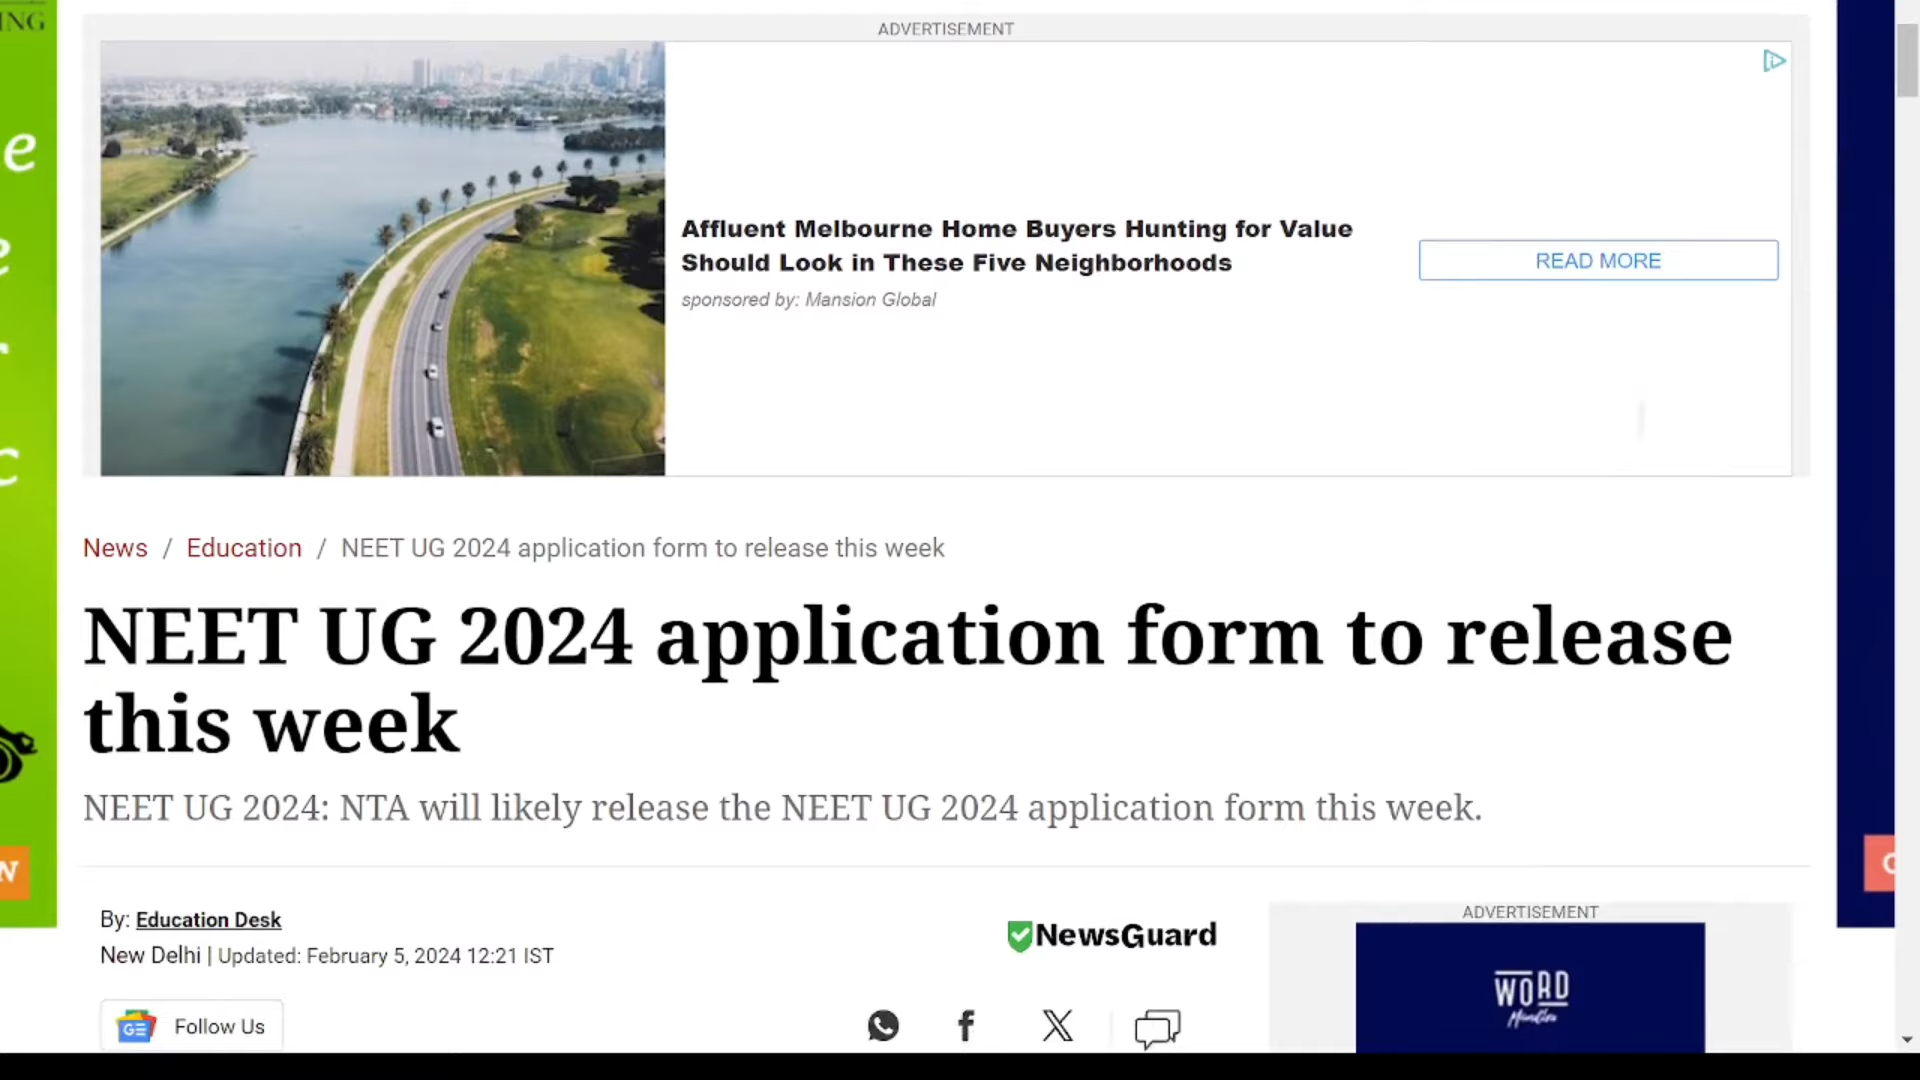 ING
e
e
r
c
N
ADVERTISEMENT
Affluent Melbourne Home Buyers Hunting for Value
Should Look in These Five Neighborhoods
sponsored by: Mansion Global
READ MORE
News / Education / NEET UG 2024 application form to release this week
NEET UG 2024 application form to release
this week
NEET UG 2024: NTA will likely release the NEET UG 2024 application form this week.
By: Education Desk
New Delhi | Updated: February 5, 2024 12:21 IST
NewsGuard
GE Follow Us
ADVERTISEMENT
WORD